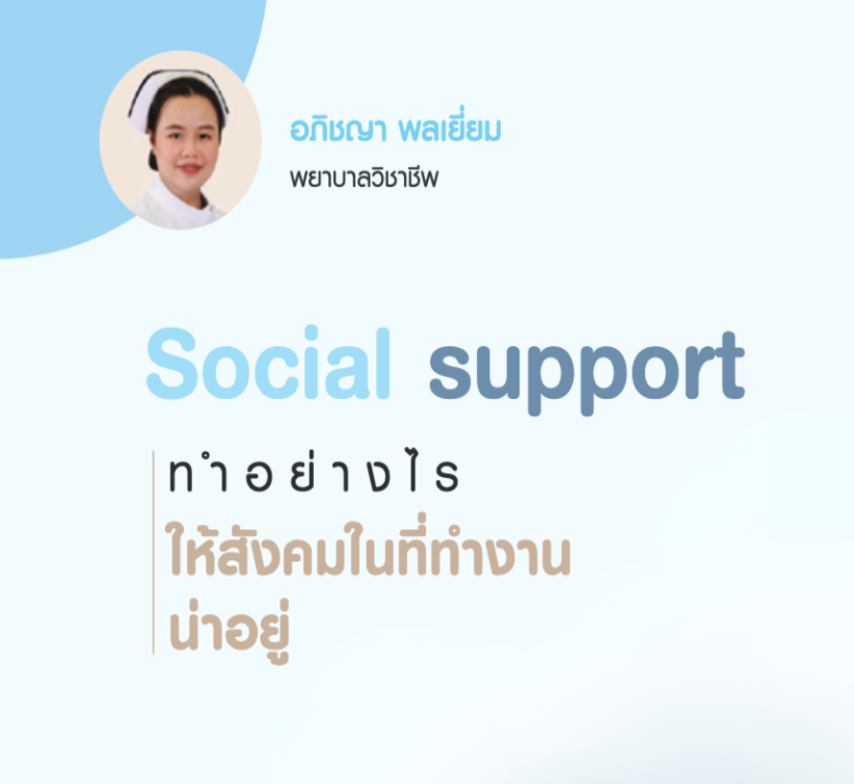 อภิชญา พลเยี่ยม
พยาบาลวิชาชีพ
Social support
ทำอย่างไร
ให้สังคมในที่ทำงาน
น่าอยู่